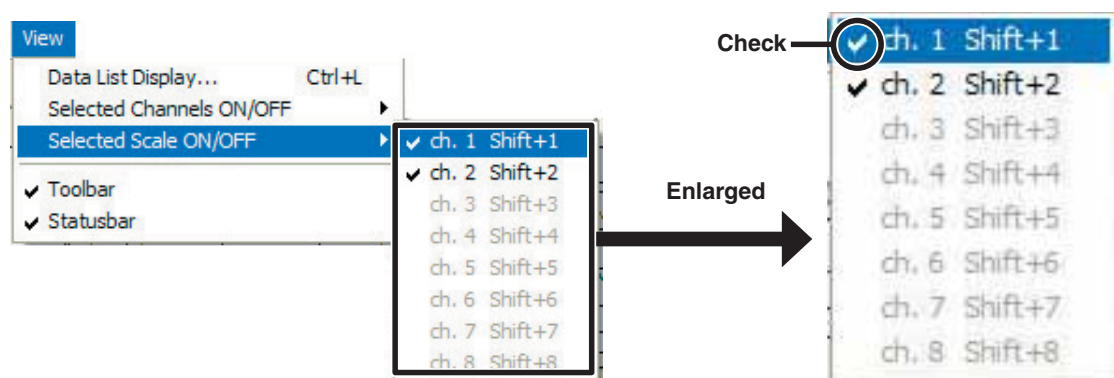 View
Data List Display... Ctrl+L
Selected Channels ON/OFF
Selected Scale ON/OFF
Toolbar
Statusbar
ch. 1 Shift+1
ch. 2 Shift+2
ch. 3 Shift+3
ch. 4 Shift+4
ch. 5 Shift+5
ch. 6 Shift+6
ch. 7 Shift+7
ch. 8 Shift+8
Enlarged
Check
ch. 1 Shift+1
ch. 2 Shift+2
ch. 3 Shift+3
ch. 4 Shift+4
ch. 5 Shift+5
ch. 6 Shift+6
ch. 7 Shift+7
ch. 8 Shift+8